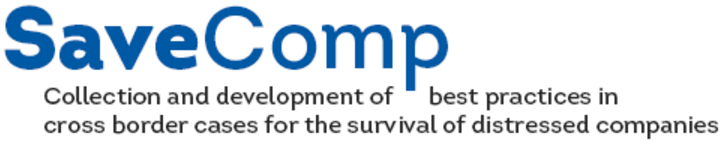 SaveComp
Collection and development of best practices in
cross border cases for the survival of distressed companies